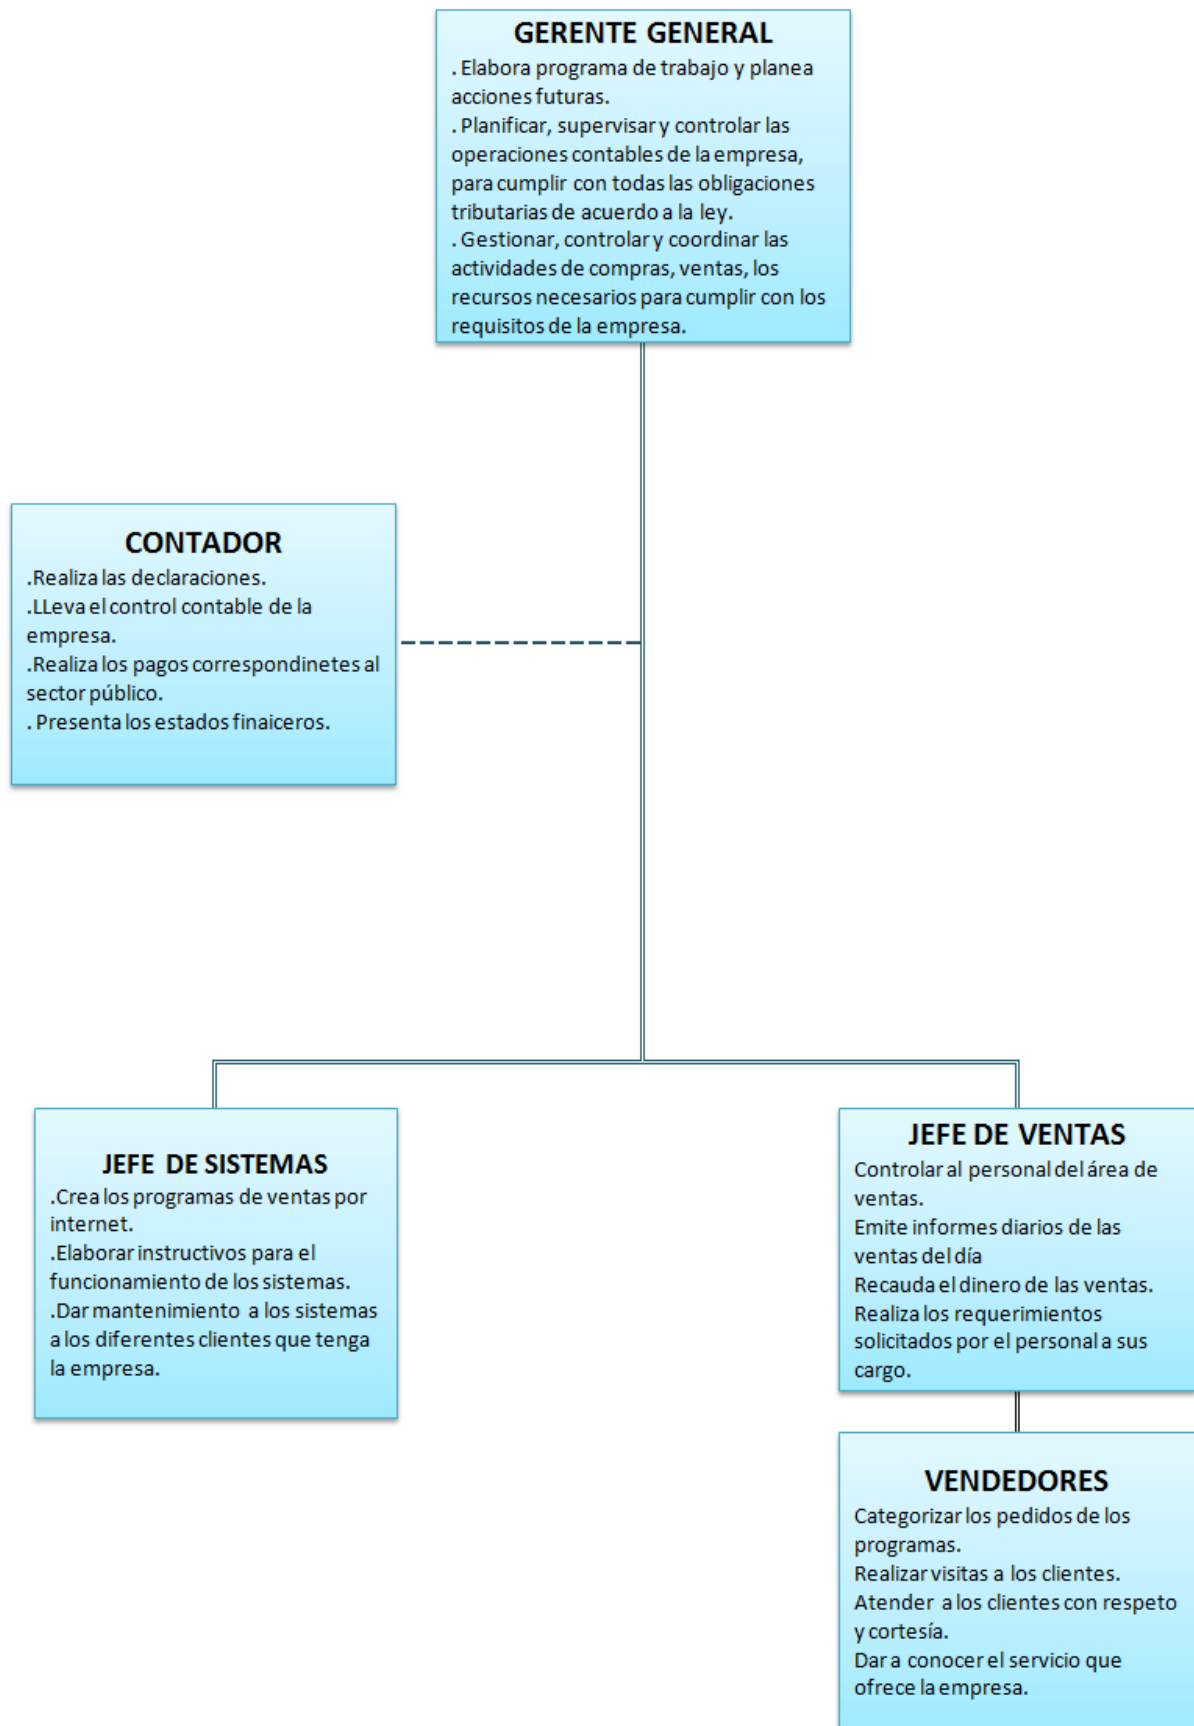 GERENTE GENERAL
. Elabora programa de trabajo y planea
acciones futuras.
. Planificar, supervisar y controlar las
operaciones contables de la empresa,
para cumplir con todas las obligaciones
tributarias de acuerdo a la ley.
. Gestionar, controlar y coordinar las
actividades de compras, ventas, los
recursos necesarios para cumplir con los
requisitos de la empresa.
CONTADOR
.Realiza las declaraciones.
.LLeva el control contable de la
empresa.
.Realiza los pagos correspondinetes al
sector público.
. Presenta los estados finaiceros.
JEFE DE SISTEMAS
.Crea los programas de ventas por
internet.
.Elaborar instructivos para el
funcionamiento de los sistemas.
.Dar mantenimiento a los sistemas
a los diferentes clientes que tenga
la empresa.
JEFE DE VENTAS
Controlar al personal del área de
ventas.
Emite informes diarios de las
ventas del día
Recauda el dinero de las ventas.
Realiza los requerimientos
solicitados por el personal a sus
cargo.
VENDEDORES
Categorizar los pedidos de los
programas.
Realizar visitas a los clientes.
Atender a los clientes con respeto
y cortesía.
Dar a conocer el servicio que
ofrece la empresa.